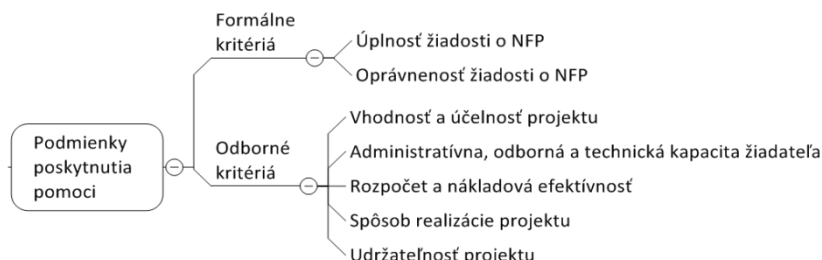 Formálne
kritériá
Úplnosť žiadosti o NFP
Oprávnenosť žiadosti o NFP
Podmienky
poskytnutia
pomoci
Odborné
kritériá
Vhodnosť a účelnosť projektu
Administratívna, odborná a technická kapacita žiadateľa
Rozpočet a nákladová efektívnosť
Spôsob realizácie projektu
Udržateľnosť projektu